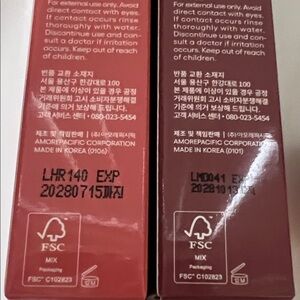 For external use only. Avoid
direct contact with eyes.
If contact occurs rinse
thoroughly with water.
Discontinue use and con-
sult a doctor if irritation
occurs. Keep out of reach
of children.
반품 교환 소재지
서울 용산구 한강대로 100
본 제품에 이상이 있을 경우 공정
거래위원회 고시 소비자분쟁해결
기준에 의거 보상해 드립니다.
고객 서비스 센터 • 080-023-5454
제조 및 책임판매 | (주)아모레퍼시픽
AMOREPACIFIC CORPORATION
MADE IN KOREA (0106)
LHR140 EXP
20280715까지
FSC
MIX
Packaging
FSC™ C102823
For external use only. Avoid
direct contact with eyes.
If contact occurs rinse
thoroughly with water.
Discontinue use and con-
sult a doctor if irritation
occurs. Keep out of reach
of children.
반품 교환 소재지
서울 용산구 한강대로 100
본 제품에 이상이 있을 경우 공정
거래위원회 고시 소비자분쟁해결
기준에 의거 보상해 드립니다.
고객 서비스 센터 • 080-023-5454
제조 및 책임판매 | (주)아모레퍼시픽
AMOREPACIFIC CORPORATION
MADE IN KOREA (0101)
LMD041 EXP
FSC
MIX
Packaging
FSC™ C102823